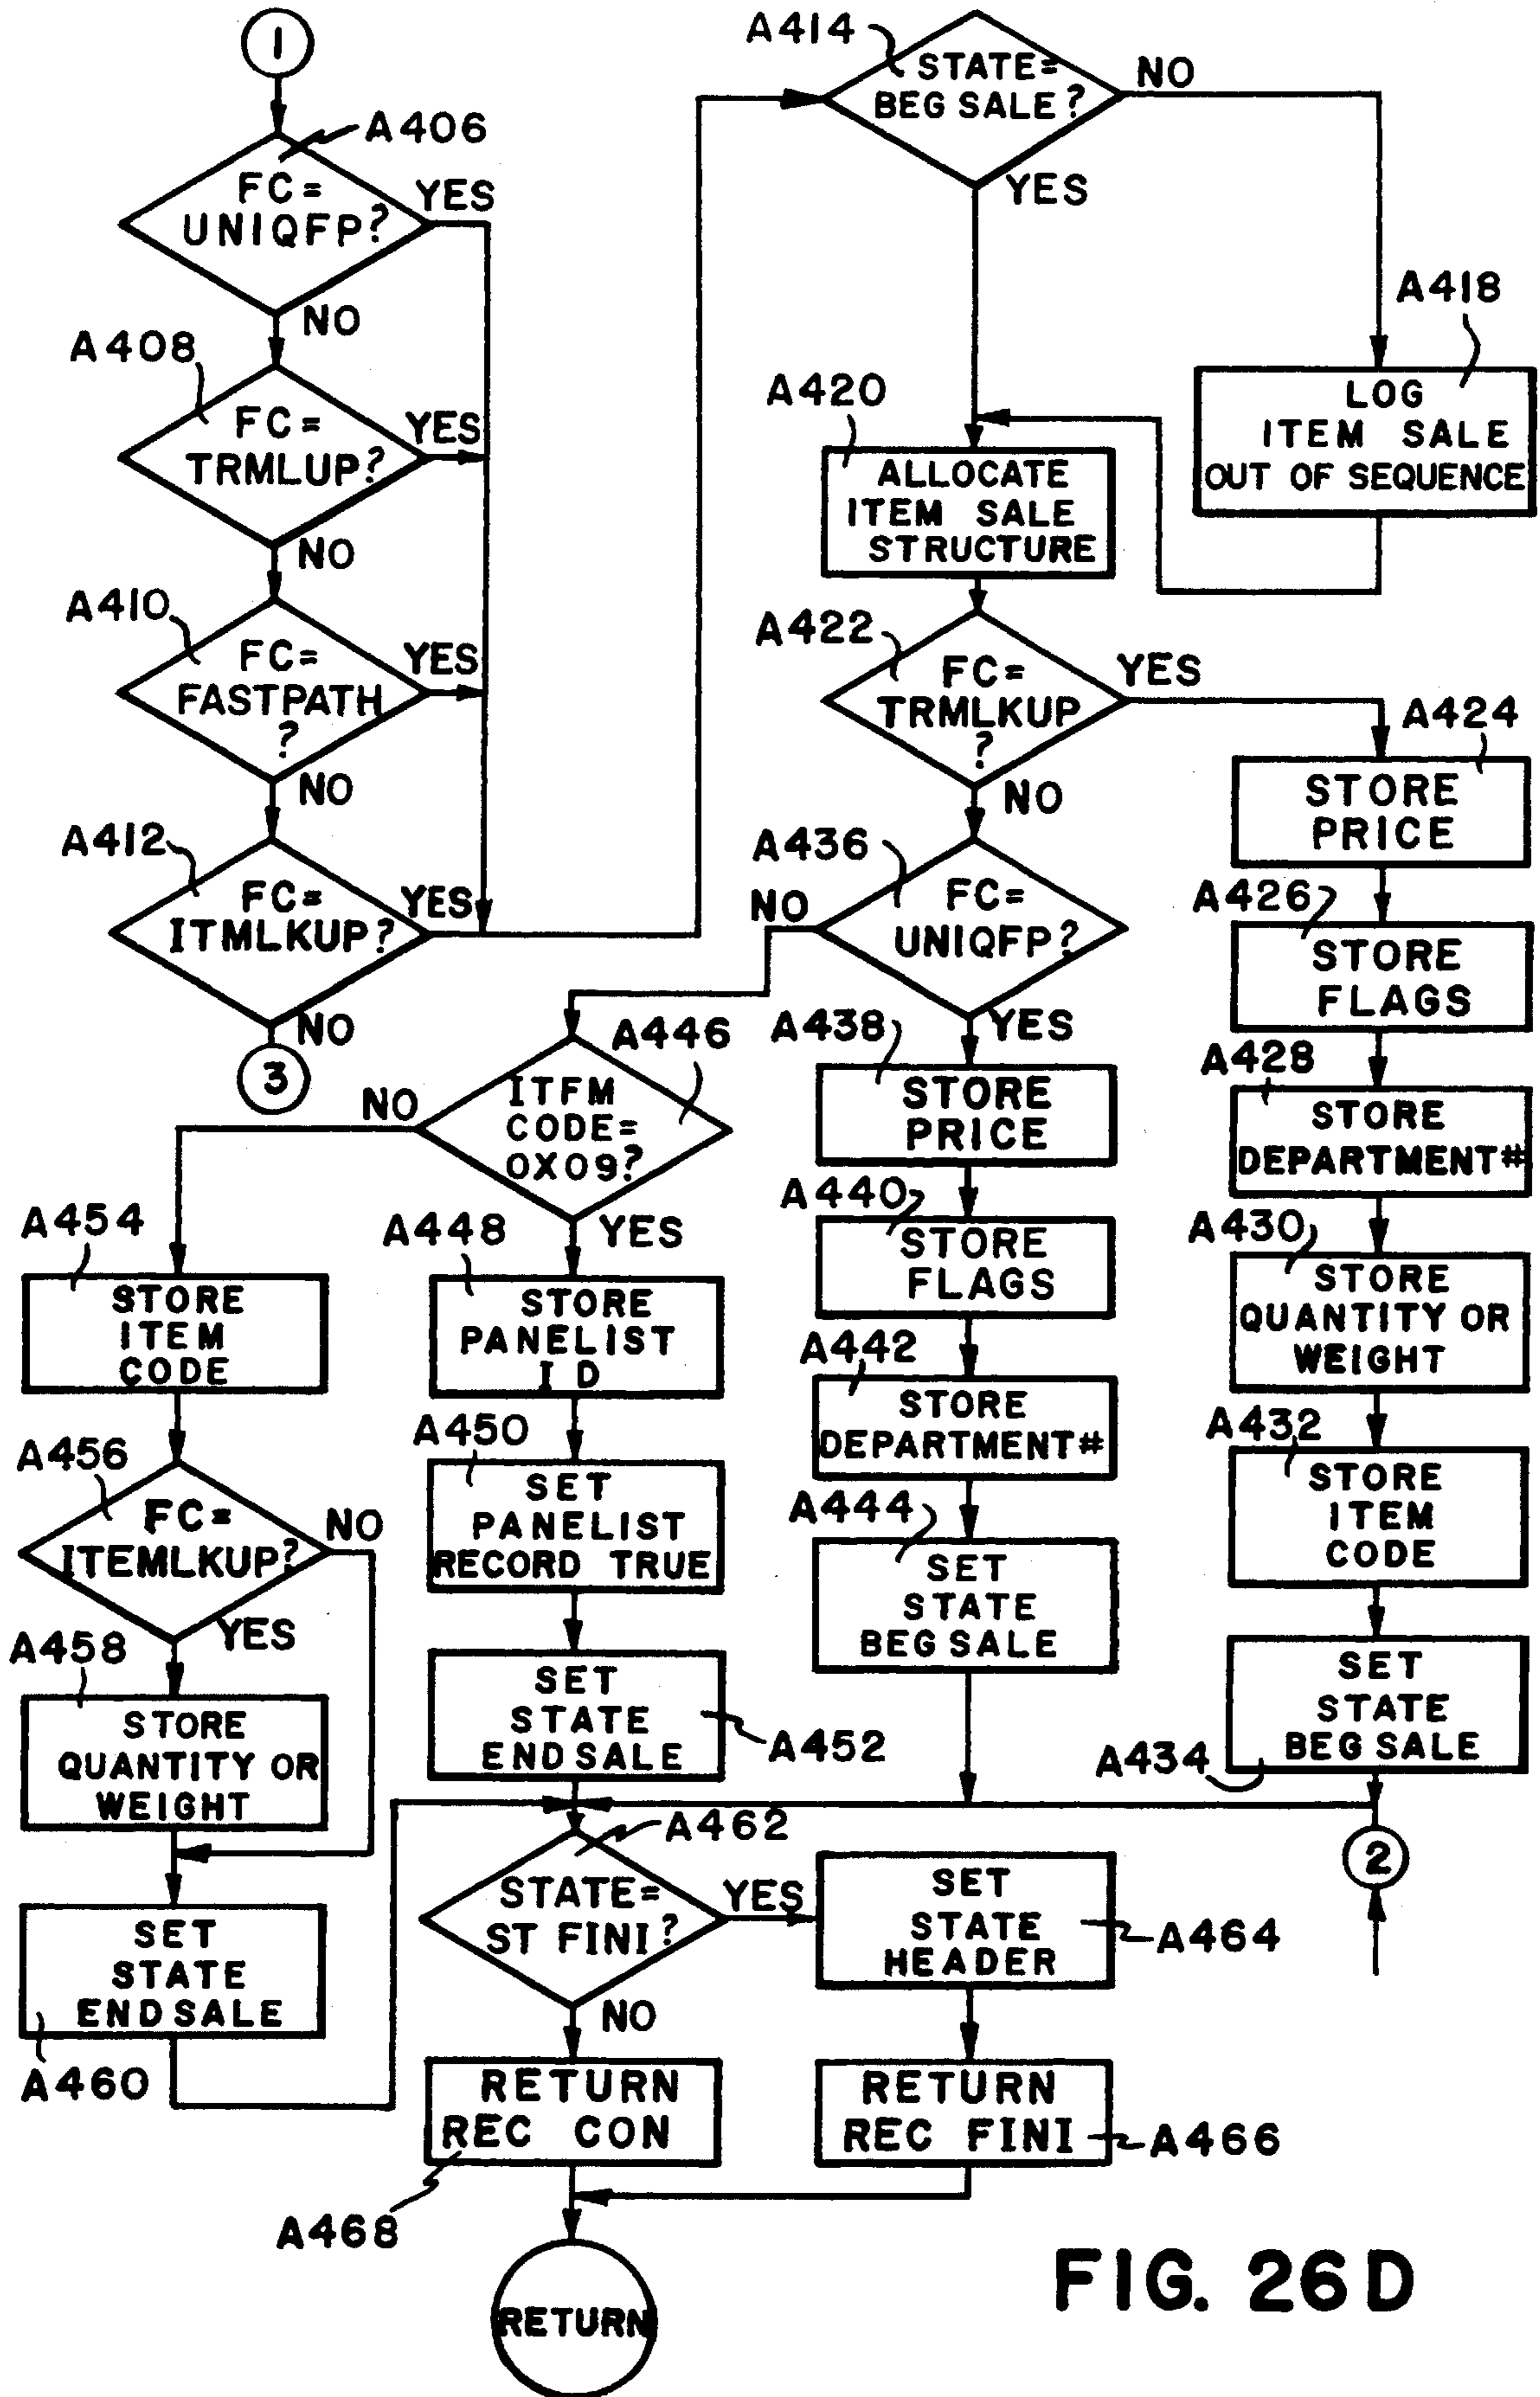 1
A406
FC=
UNIQFP?
YES
NO
A408
FC=
TRMLUP?
YES
NO
A410
FC=
FASTPATH
?
YES
NO
A412
FC=
ITMLKUP?
YES
NO
3
A414
STATE=
BEG SALE?
NO
YES
A418
LOG
ITEM SALE
OUT OF SEQUENCE
A420
ALLOCATE
ITEM SALE
STRUCTURE
A422
FC=
TRMLKUP
?
YES
NO
A424
STORE
PRICE
A426
STORE
FLAGS
A428
STORE
DEPARTMENT#
A430
STORE
QUANTITY OR
WEIGHT
A432
STORE
ITEM
CODE
SET
STATE
BEG SALE
A434
2
A436
FC=
UNIQFP?
NO
YES
A438
STORE
PRICE
A440
STORE
FLAGS
A442
STORE
DEPARTMENT#
A444
SET
STATE
BEG SALE
A446
ITFM
CODE=
0X09?
NO
YES
A448
STORE
PANELIST
ID
A450
SET
PANELIST
RECORD TRUE
SET
STATE
END SALE
A452
A454
STORE
ITEM
CODE
A456
FC=
ITEMLKUP?
NO
YES
A458
STORE
QUANTITY OR
WEIGHT
SET
STATE
END SALE
A460
A462
STATE=
ST FINI?
YES
NO
SET
STATE
HEADER
A464
RETURN
REC CON
A468
RETURN
REC FINI
A466
RETURN
FIG. 26D